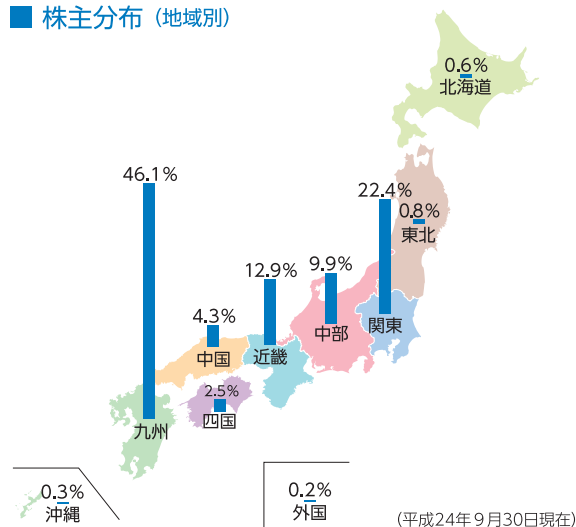 株主分布（地域別）
0.6%
北海道
46.1%
22.4%
0.8%
東北
12.9%
9.9%
4.3%
中部
関東
中国
近畿
2.5%
四国
九州
0.3%
沖縄
0.2%
外国
(平成24年9月30日現在)